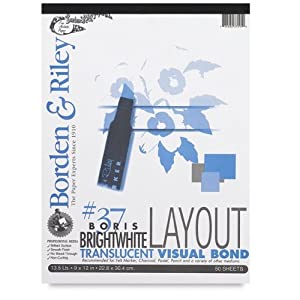 Borden & Riley
The Paper Experts Since 1910
RKER
#37
BORIS
BRIGHTWHITE
LAYOUT
TRANSLUCENT VISUAL BOND
Recommended for Felt Marker, Charcoal, Pastel, Pencil and a variety of other mediums
PROFESSIONAL MEDIA
13.5 Lbs • 9 x 12 in • 22.8 x 30.4 cm
50 SHEETS